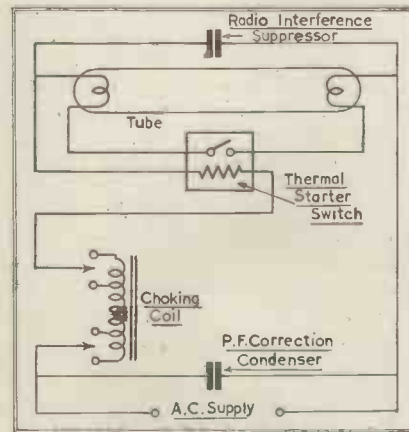 Radio Interference
Suppressor
Tube
Thermal
Starter
Switch
Choking
Coil
P.F. Correction
Condenser
A.C. Supply